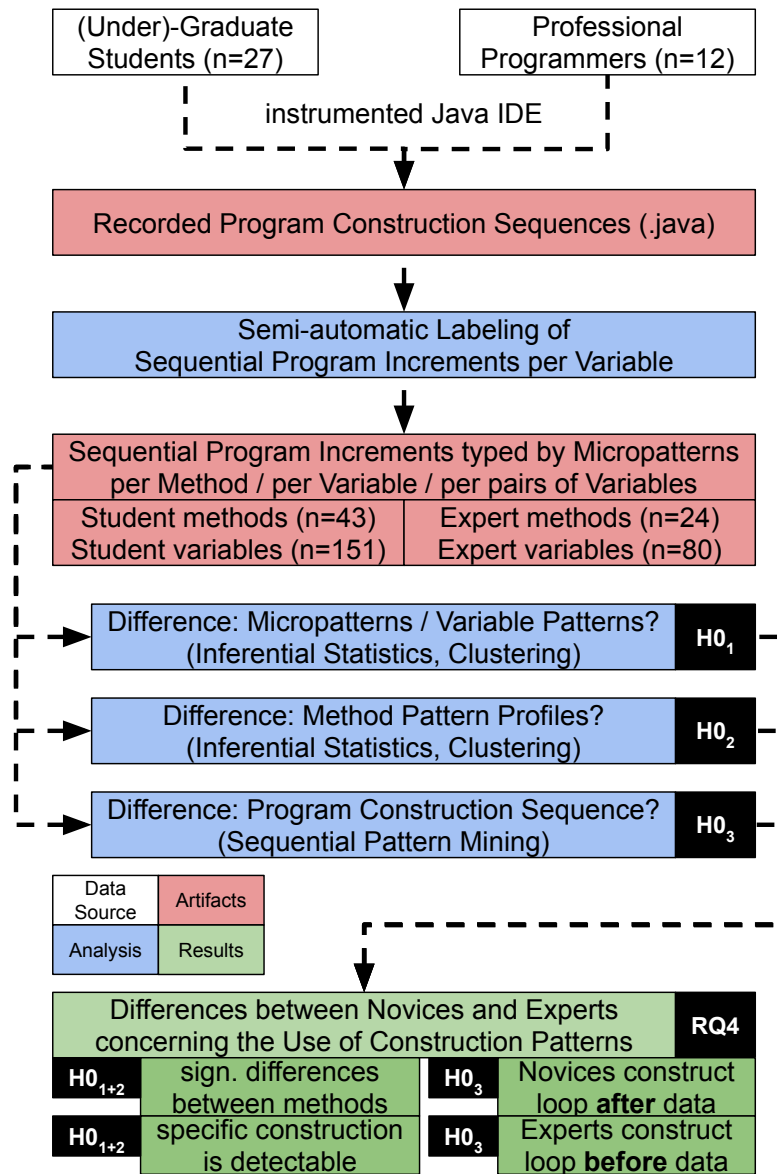 (Under)-Graduate
Students (n=27)
Professional
Programmers (n=12)
instrumented Java IDE
Recorded Program Construction Sequences (.java)
Semi-automatic Labeling of
Sequential Program Increments per Variable
Sequential Program Increments typed by Micropatterns
per Method / per Variable / per pairs of Variables
Student methods (n=43)
Student variables (n=151)
Expert methods (n=24)
Expert variables (n=80)
Difference: Micropatterns / Variable Patterns?
(Inferential Statistics, Clustering)
H0₁
Difference: Method Pattern Profiles?
(Inferential Statistics, Clustering)
H0₂
Difference: Program Construction Sequence?
(Sequential Pattern Mining)
H0₃
Data
Source
Artifacts
Analysis
Results
Differences between Novices and Experts
concerning the Use of Construction Patterns
RQ4
H0₁₊₂
sign. differences
between methods
H0₃
Novices construct
loop after data
H0₁₊₂
specific construction
is detectable
H0₃
Experts construct
loop before data